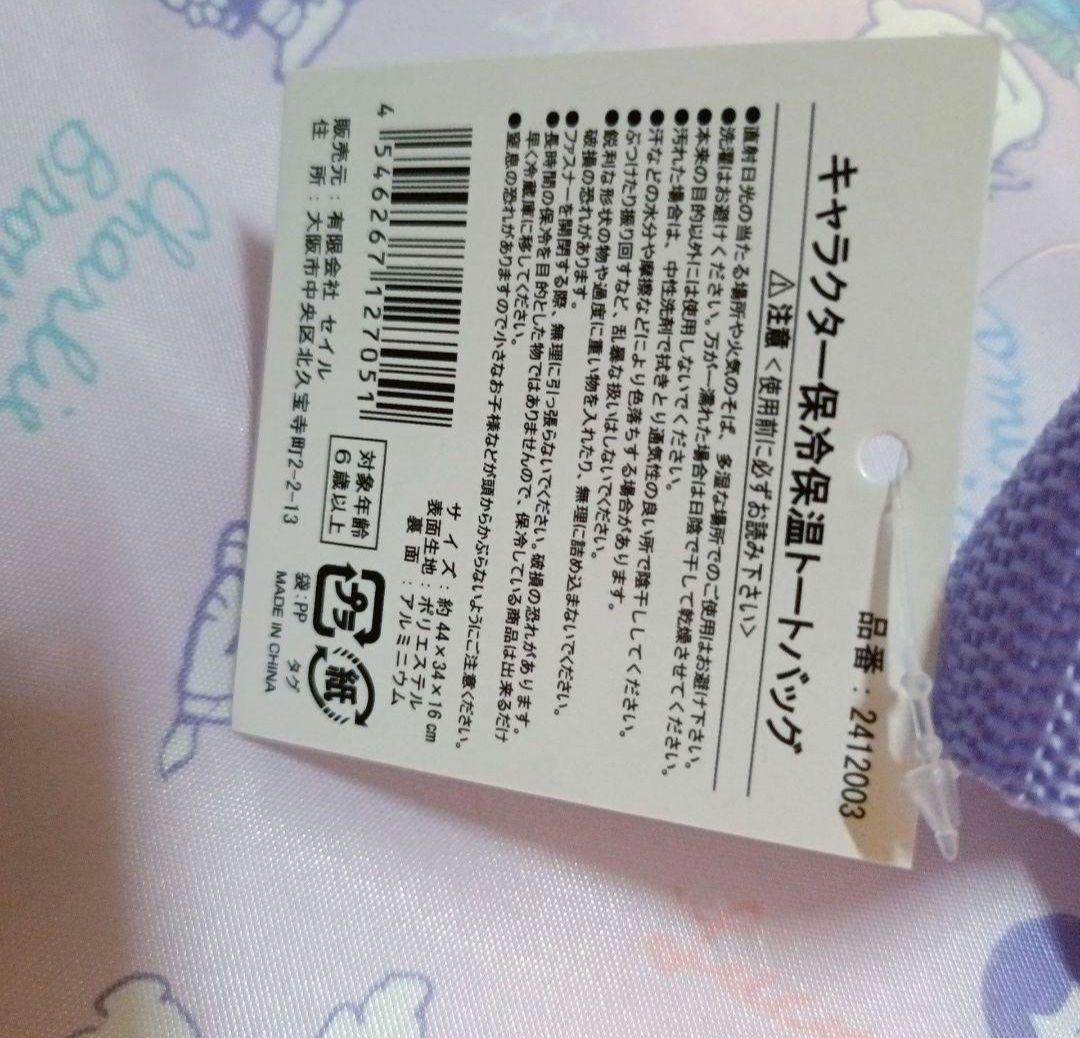 品番：2412003
キャラクター保冷保温トートバッグ
⚠注意＜使用前に必ずお読み下さい＞
●直射日光の当たる場所や火気のそば、多湿な場所でのご使用はお避け下さい。
●洗濯はお避けください。万が一濡れた場合は日陰で干して乾燥させてください。
●本来の目的以外には使用しないでください。
●汚れた場合は、中性洗剤で拭きとり通気性の良い所で陰干ししてください。
●汗などの水分や摩擦などにより色落ちする場合があります。
●ぶつけたり振り回すなど、乱暴な扱いはしないでください。
●鋭利な形状の物や過度に重い物を入れたり、無理に詰め込まないでください。
破損の恐れがあります。
●ファスナーを開閉する際、無理に引っ張らないでください。破損の恐れがあります。
●長時間の保冷を目的とした物ではありませんので、保冷している商品は出来るだけ
早く冷蔵庫に移してください。
●窒息の恐れがありますので小さなお子様などが頭からかぶらないようにご注意ください。
サイズ：約44×34×16cm
表面生地：ポリエステル
裏面：アルミニウム
4 546267 127051
対象年齢
6歳以上
プラ
紙
袋：PP タグ
MADE IN CHINA
販売元：有限会社 セイル
住所：大阪市中央区北久宝寺町2-2-13
Charlie
Brown